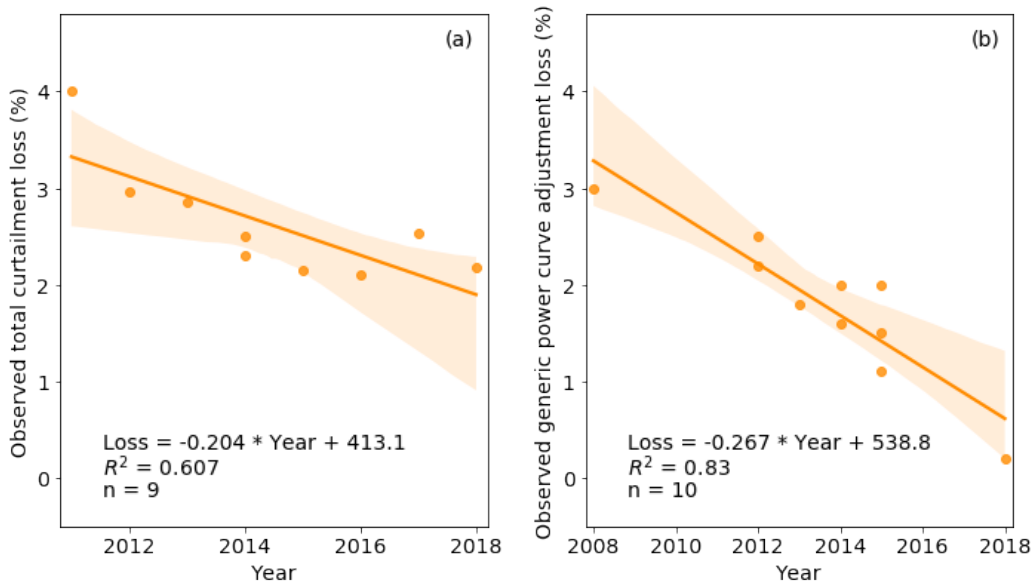 (a)
Observed total curtailment loss (%)
4
3
2
1
0
Loss = -0.204 * Year + 413.1
R² = 0.607
n = 9
2012 2014 2016 2018
Year
(b)
Observed generic power curve adjustment loss (%)
4
3
2
1
0
Loss = -0.267 * Year + 538.8
R² = 0.83
n = 10
2008 2010 2012 2014 2016 2018
Year